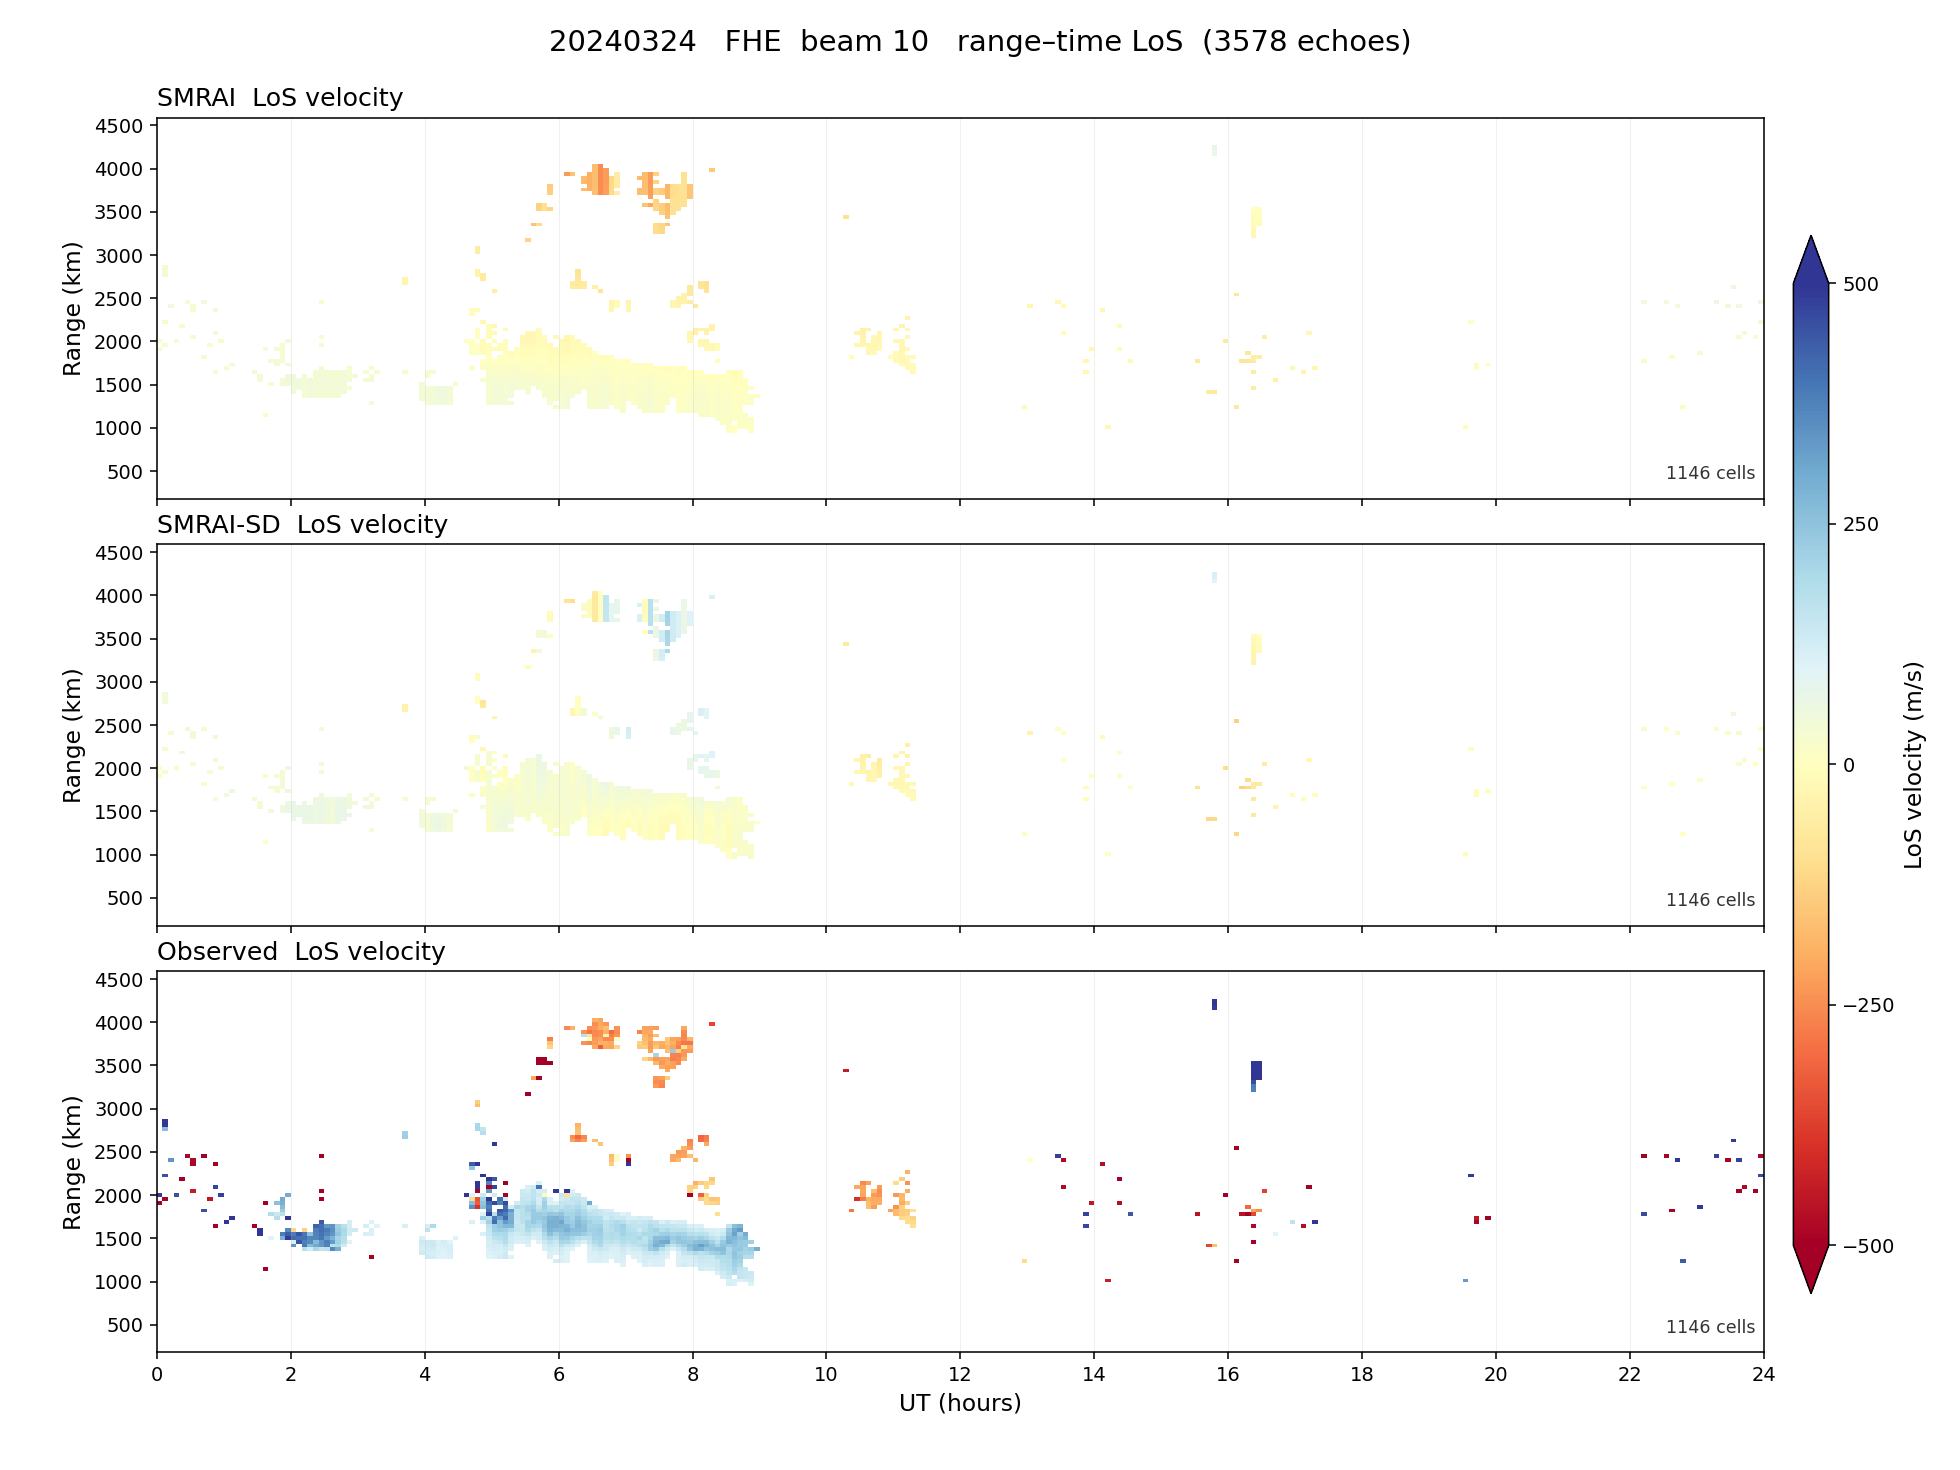 20240324   FHE  beam 10   range–time LoS  (3578 echoes)
SMRAI  LoS velocity
4500
4000
3500
3000
2500
2000
1500
1000
500
Range (km)
1146 cells
SMRAI-SD  LoS velocity
4500
4000
3500
3000
2500
2000
1500
1000
500
Range (km)
1146 cells
Observed  LoS velocity
4500
4000
3500
3000
2500
2000
1500
1000
500
Range (km)
1146 cells
0 2 4 6 8 10 12 14 16 18 20 22 24
UT (hours)
500
250
0
−250
−500
LoS velocity (m/s)